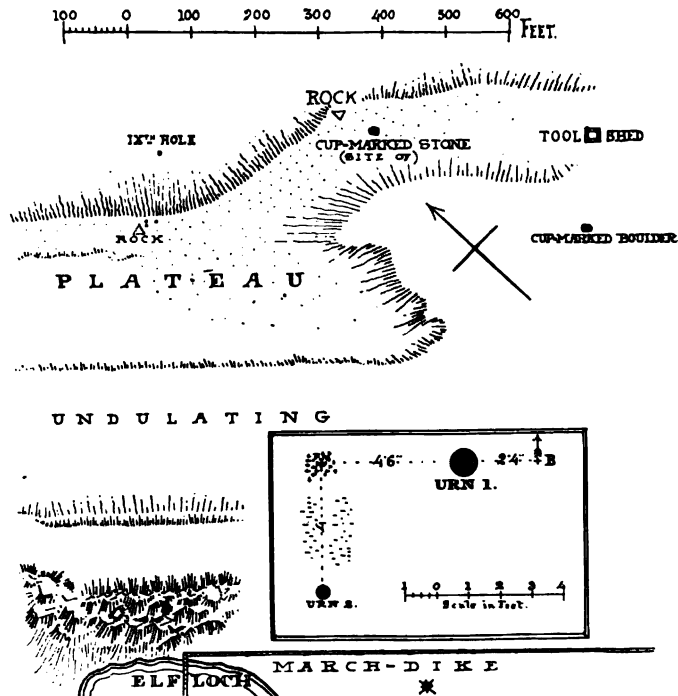 100 0 100 200 300 400 500 600 FEET.
ROCK
IXTH HOLE
CUP-MARKED STONE
(SITE OF)
TOOL SHED
ROCK
CUP-MARKED BOULDER
PLATEAU
UNDULATING
4'6" 2'4" B
URN 1.
URN 2.
1 0 1 2 3 4
Scale in Feet.
MARCH-DIKE
ELF LOCH